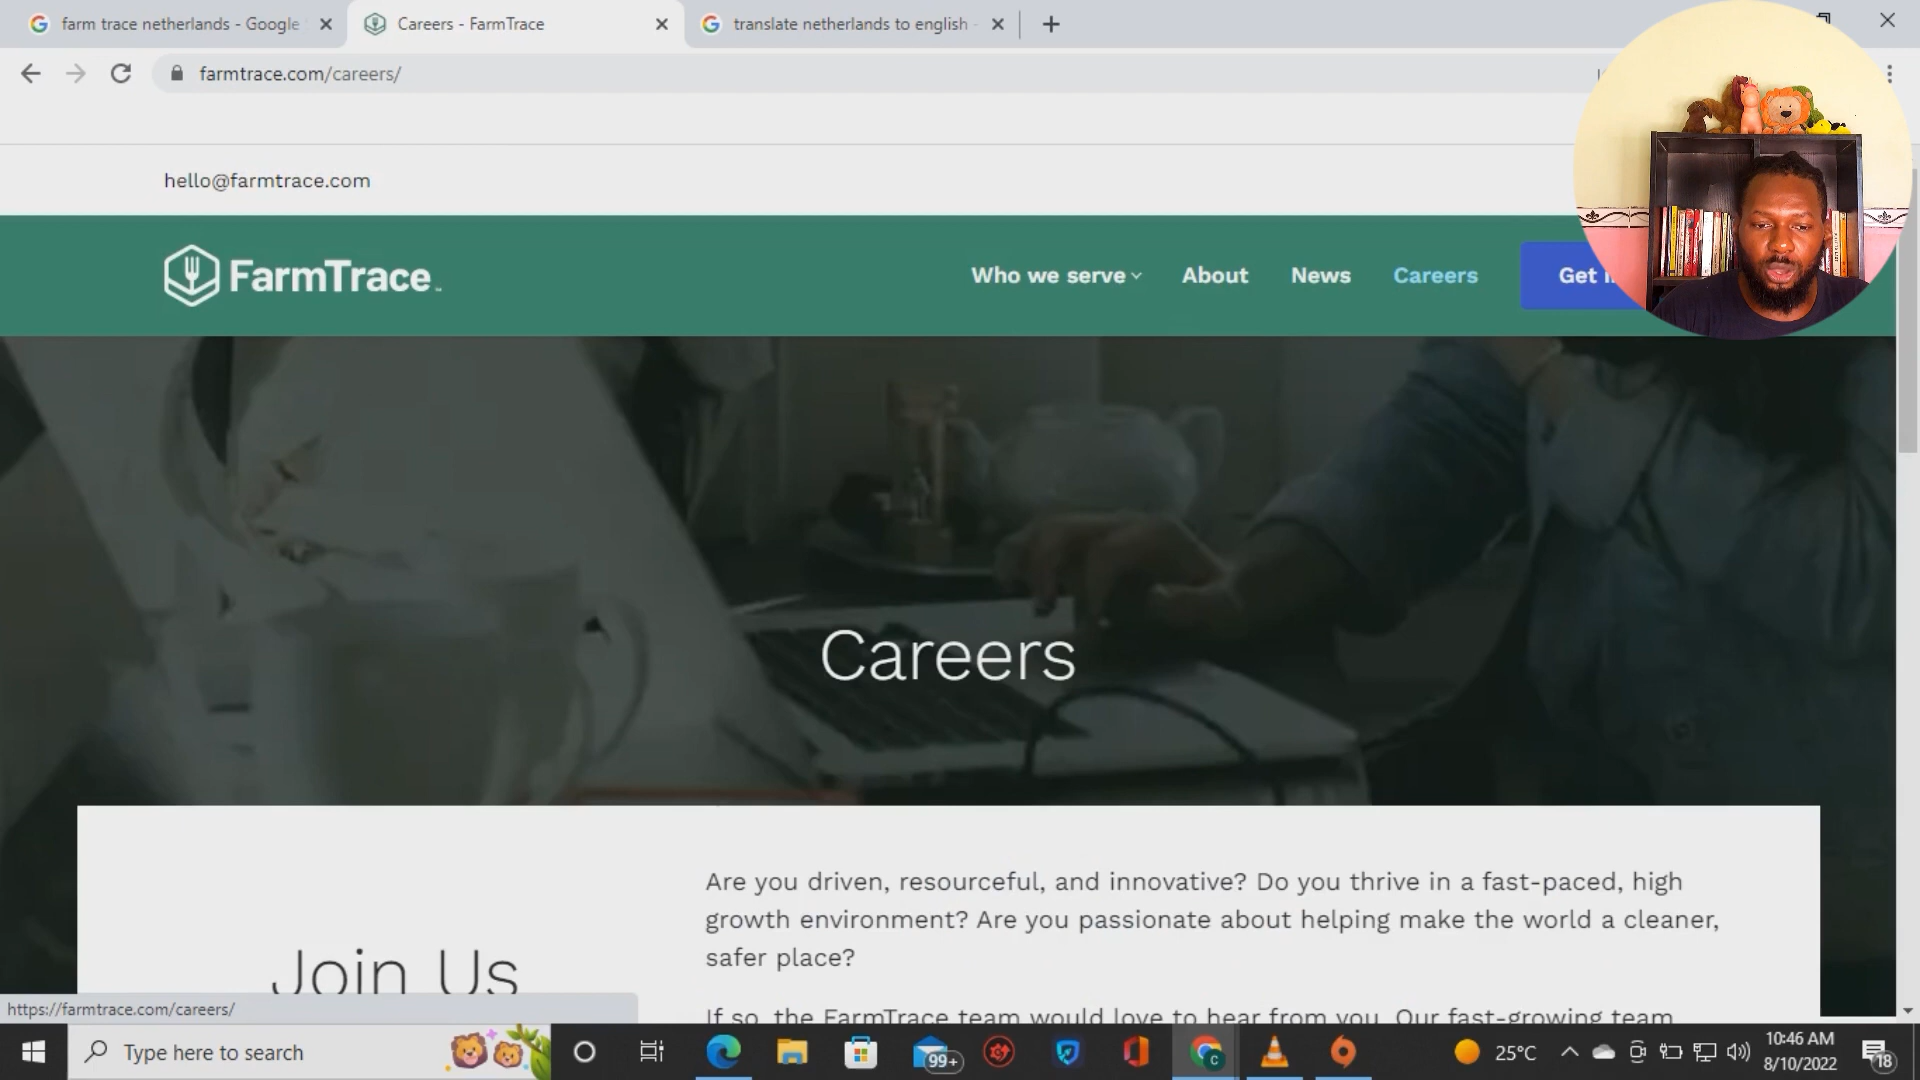 farm trace netherlands - Google
Careers - FarmTrace
translate netherlands to english -
farmtrace.com/careers/
hello@farmtrace.com
FarmTrace
Who we serve
About
News
Careers
Get
Careers
Join Us
Are you driven, resourceful, and innovative? Do you thrive in a fast-paced, high
growth environment? Are you passionate about helping make the world a cleaner,
safer place?
If so, the FarmTrace team would love to hear from you. Our fast-growing team
https://farmtrace.com/careers/
Type here to search
99+
C
25°C
10:46 AM
8/10/2022
18